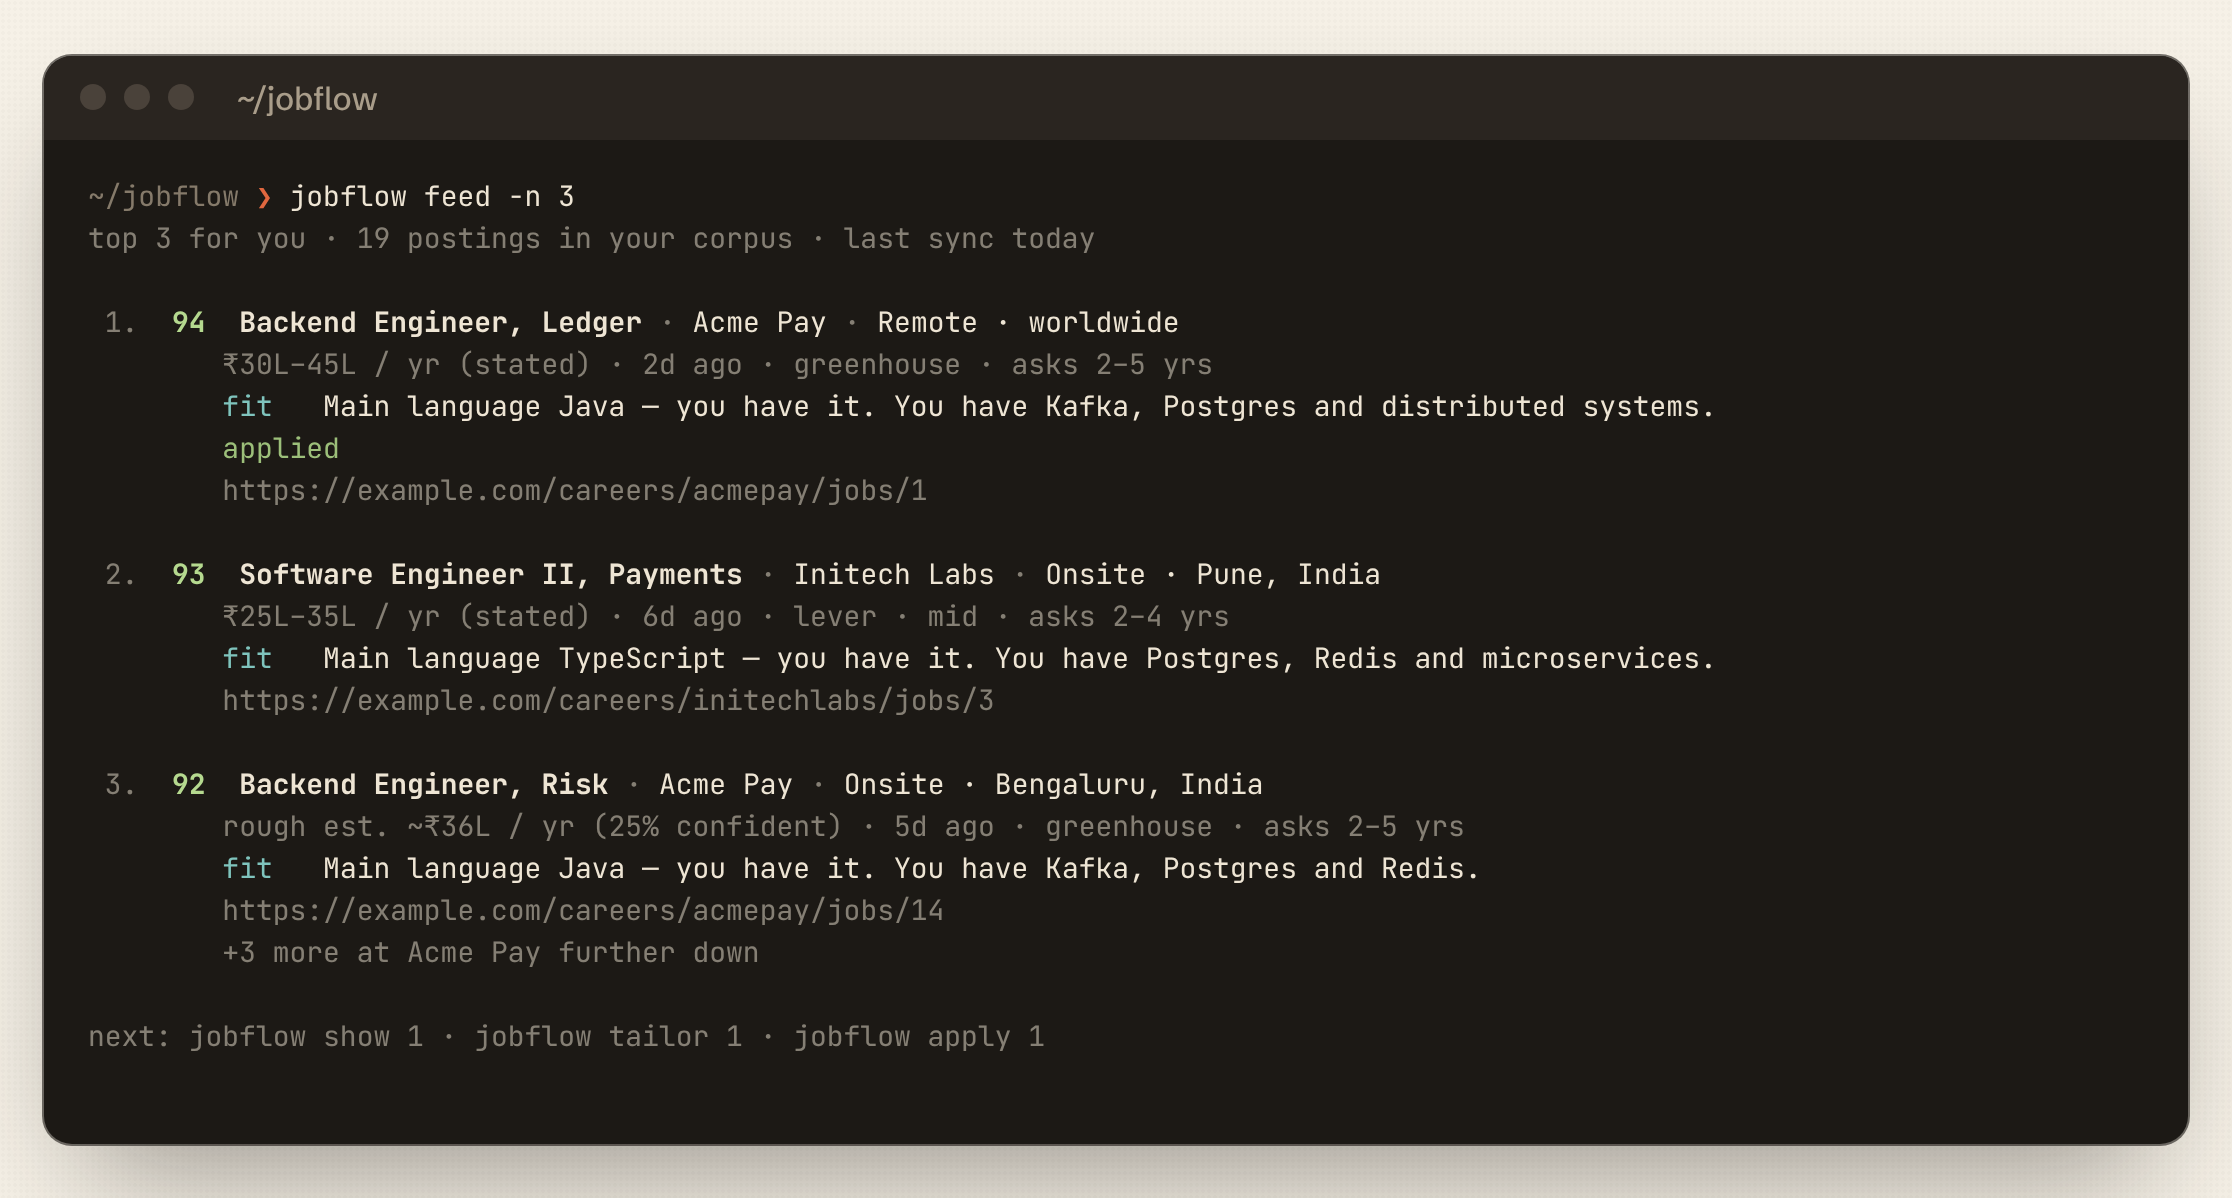 ~/jobflow
~/jobflow ❯ jobflow feed -n 3
top 3 for you · 19 postings in your corpus · last sync today
1. 94 Backend Engineer, Ledger · Acme Pay · Remote · worldwide
₹30L–45L / yr (stated) · 2d ago · greenhouse · asks 2–5 yrs
fit Main language Java — you have it. You have Kafka, Postgres and distributed systems.
applied
https://example.com/careers/acmepay/jobs/1
2. 93 Software Engineer II, Payments · Initech Labs · Onsite · Pune, India
₹25L–35L / yr (stated) · 6d ago · lever · mid · asks 2–4 yrs
fit Main language TypeScript — you have it. You have Postgres, Redis and microservices.
https://example.com/careers/initechlabs/jobs/3
3. 92 Backend Engineer, Risk · Acme Pay · Onsite · Bengaluru, India
rough est. ~₹36L / yr (25% confident) · 5d ago · greenhouse · asks 2–5 yrs
fit Main language Java — you have it. You have Kafka, Postgres and Redis.
https://example.com/careers/acmepay/jobs/14
+3 more at Acme Pay further down
next: jobflow show 1 · jobflow tailor 1 · jobflow apply 1